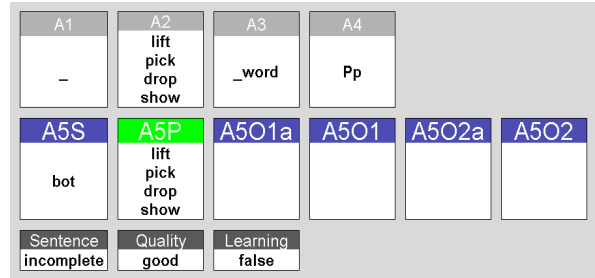 A1 A2 A3 A4
_ lift _word Pp
pick
drop
show
A5S A5P A5O1a A5O1 A5O2a A5O2
bot lift
pick
drop
show
Sentence Quality Learning
incomplete good false